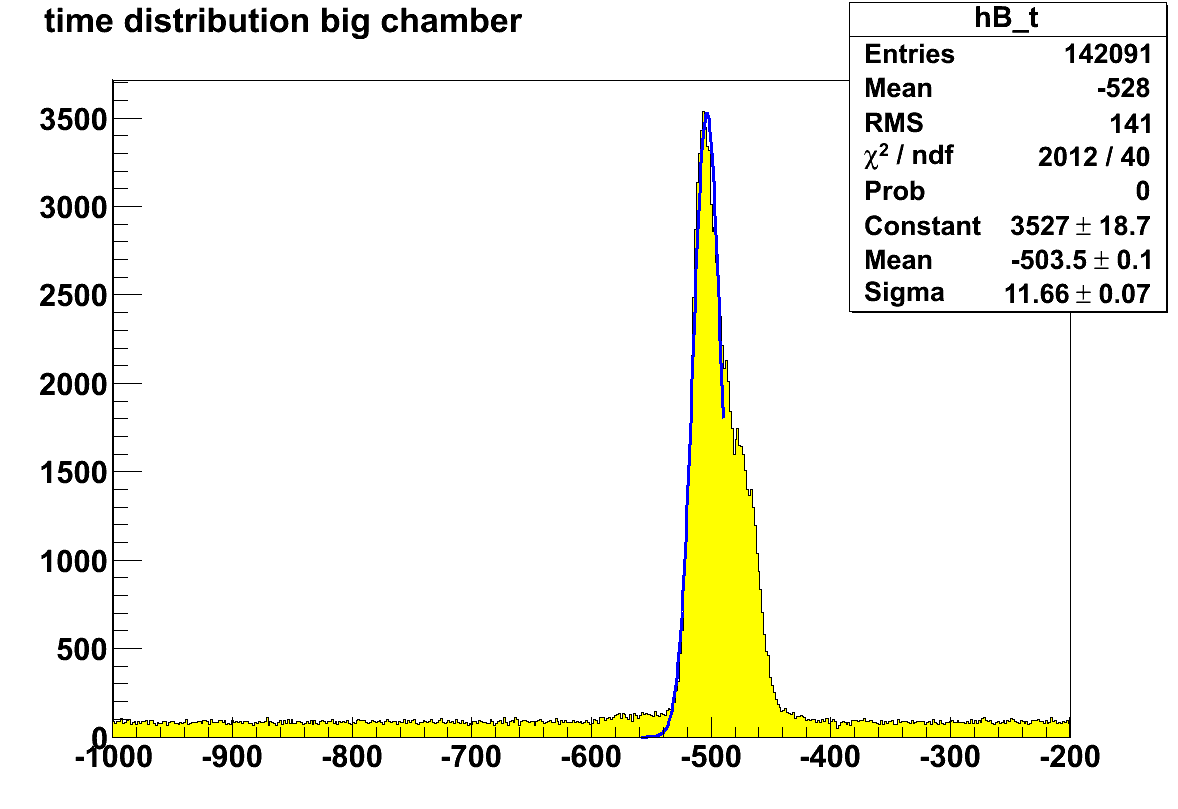 time distribution big chamber
hB_t
Entries 142091
Mean -528
RMS 141
χ² / ndf 2012 / 40
Prob 0
Constant 3527 ± 18.7
Mean -503.5 ± 0.1
Sigma 11.66 ± 0.07
3500
3000
2500
2000
1500
1000
500
0
-1000 -900 -800 -700 -600 -500 -400 -300 -200